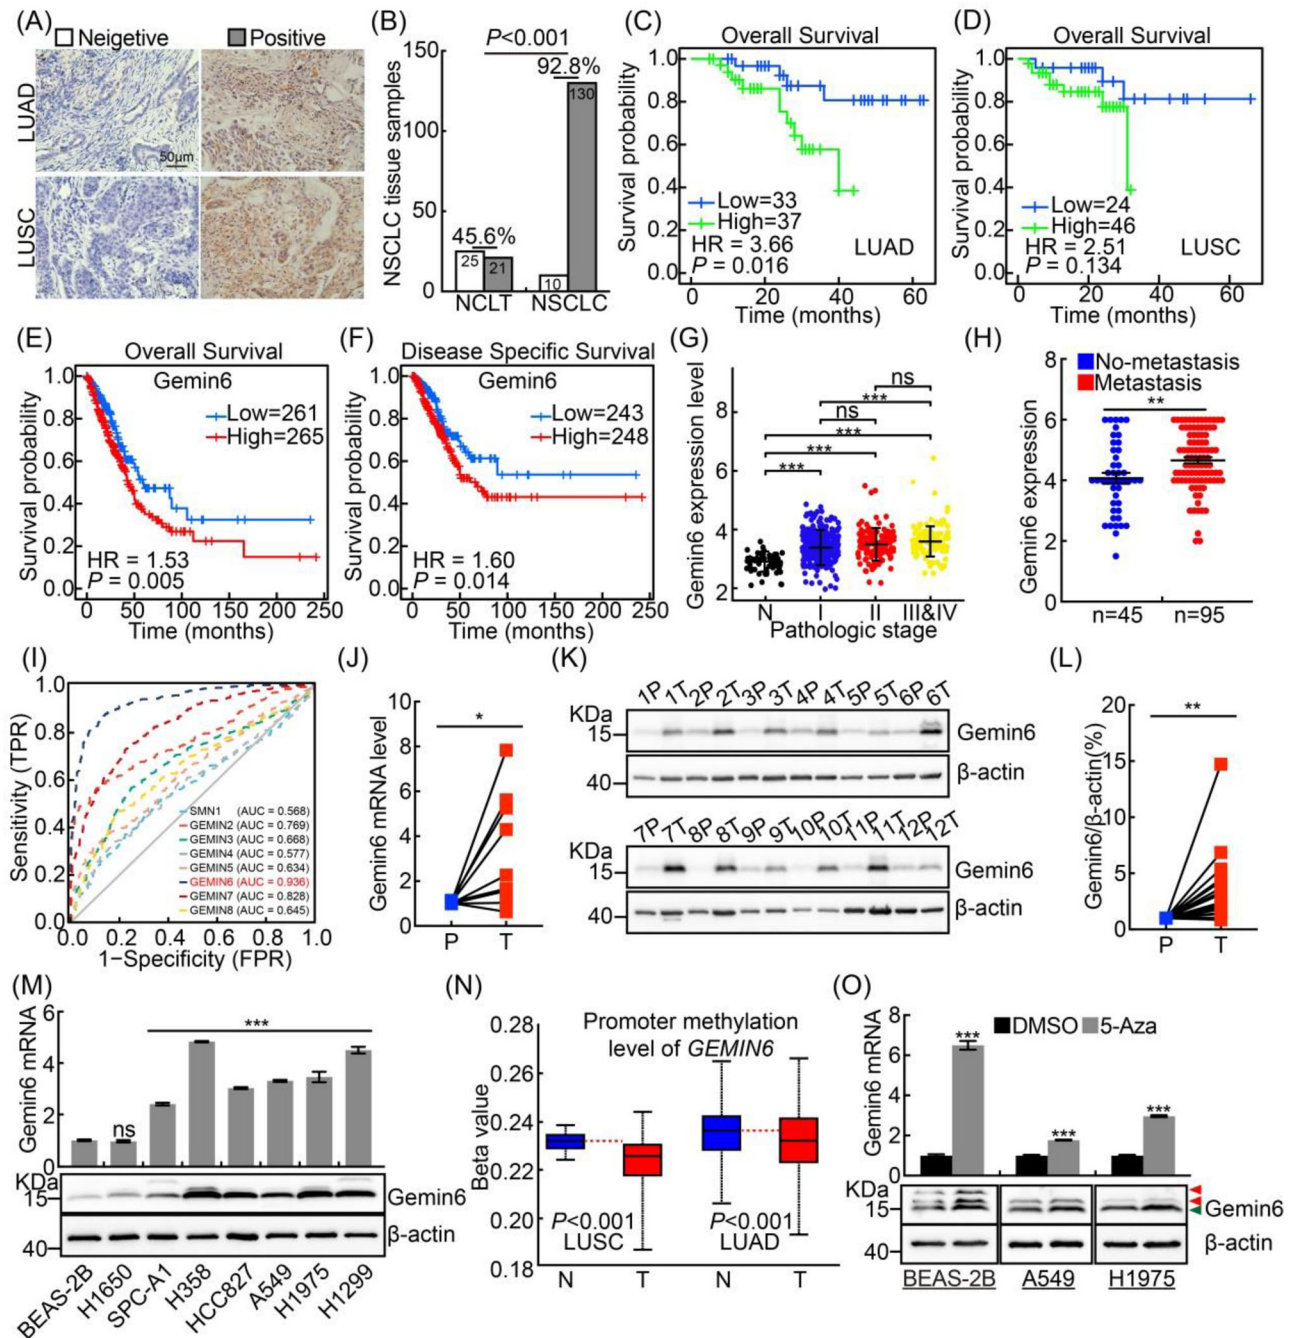 (A)
Neigetive
Positive
LUAD
50μm
LUSC
(B)
P<0.001
92.8%
150
130
100
50
45.6%
25
21
10
0
NCLT
NSCLC
NSCLC tissue samples
(C)
Overall Survival
1.0
0.8
0.6
0.4
0.2
0.0
Survival probability
Low=33
High=37
HR = 3.66
P = 0.016
LUAD
0 20 40 60
Time (months)
(D)
Overall Survival
1.0
0.8
0.6
0.4
0.2
0.0
Survival probability
Low=24
High=46
HR = 2.51
P = 0.134
LUSC
0 20 40 60
Time (months)
(E)
Overall Survival
Gemin6
Low=261
High=265
1.0
0.8
0.6
0.4
0.2
0.0
Survival probability
HR = 1.53
P = 0.005
0 50 100 150 200 250
Time (months)
(F)
Disease Specific Survival
Gemin6
Low=243
High=248
1.0
0.8
0.6
0.4
0.2
0.0
Survival probability
HR = 1.60
P = 0.014
0 50 100 150 200 250
Time (months)
(G)
Gemin6 expression level
8
6
4
2
ns
***
ns
***
***
***
N I II III&IV
Pathologic stage
(H)
Gemin6 expression
8
6
4
2
0
No-metastasis
Metastasis
**
n=45 n=95
(I)
Sensitivity (TPR)
1.0
0.8
0.6
0.4
0.2
0.0
SMN1 (AUC = 0.568)
GEMIN2 (AUC = 0.769)
GEMIN3 (AUC = 0.668)
GEMIN4 (AUC = 0.577)
GEMIN5 (AUC = 0.634)
GEMIN6 (AUC = 0.936)
GEMIN7 (AUC = 0.828)
GEMIN8 (AUC = 0.645)
0.0 0.2 0.4 0.6 0.8 1.0
1−Specificity (FPR)
(J)
Gemin6 mRNA level
10
8
6
4
2
0
*
P T
(K)
1P 1T 2P 2T 3P 3T 4P 4T 5P 5T 6P 6T
KDa
15
Gemin6
40
β-actin
7P 7T 8P 8T 9P 9T 10P 10T 11P 11T 12P 12T
KDa
15
Gemin6
40
β-actin
(L)
Gemin6/β-actin(%)
20
15
10
5
0
**
P T
(M)
Gemin6 mRNA
6
4
2
0
ns
***
KDa
15
Gemin6
40
β-actin
BEAS-2B
H1650
SPC-A1
H358
HCC827
A549
H1975
H1299
(N)
Promoter methylation
level of GEMIN6
Beta value
0.28
0.26
0.24
0.22
0.20
0.18
P<0.001
LUSC
P<0.001
LUAD
N T N T
(O)
Gemin6 mRNA
8
6
4
2
0
DMSO
5-Aza
***
***
***
KDa
15
Gemin6
40
β-actin
BEAS-2B
A549
H1975